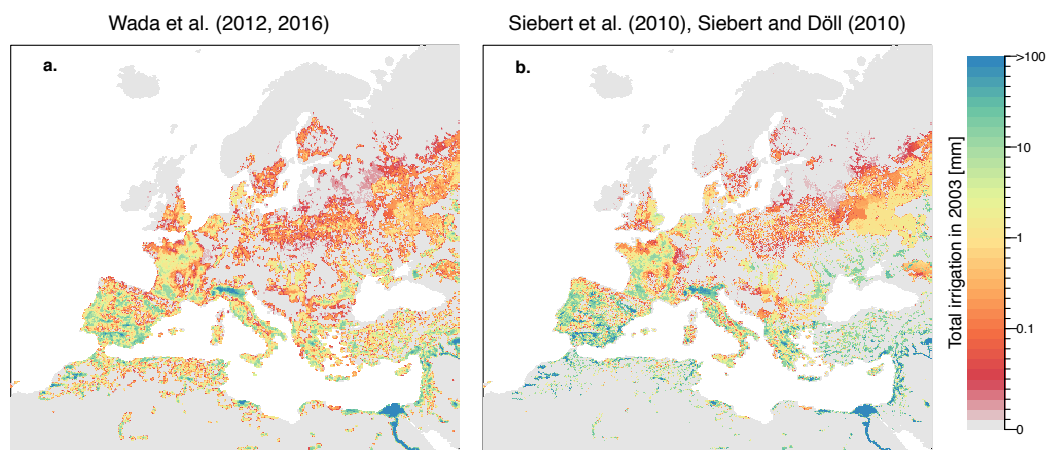 Wada et al. (2012, 2016)
Siebert et al. (2010), Siebert and Döll (2010)
a.
b.
Total irrigation in 2003 [mm]
>100
10
1
0.1
0